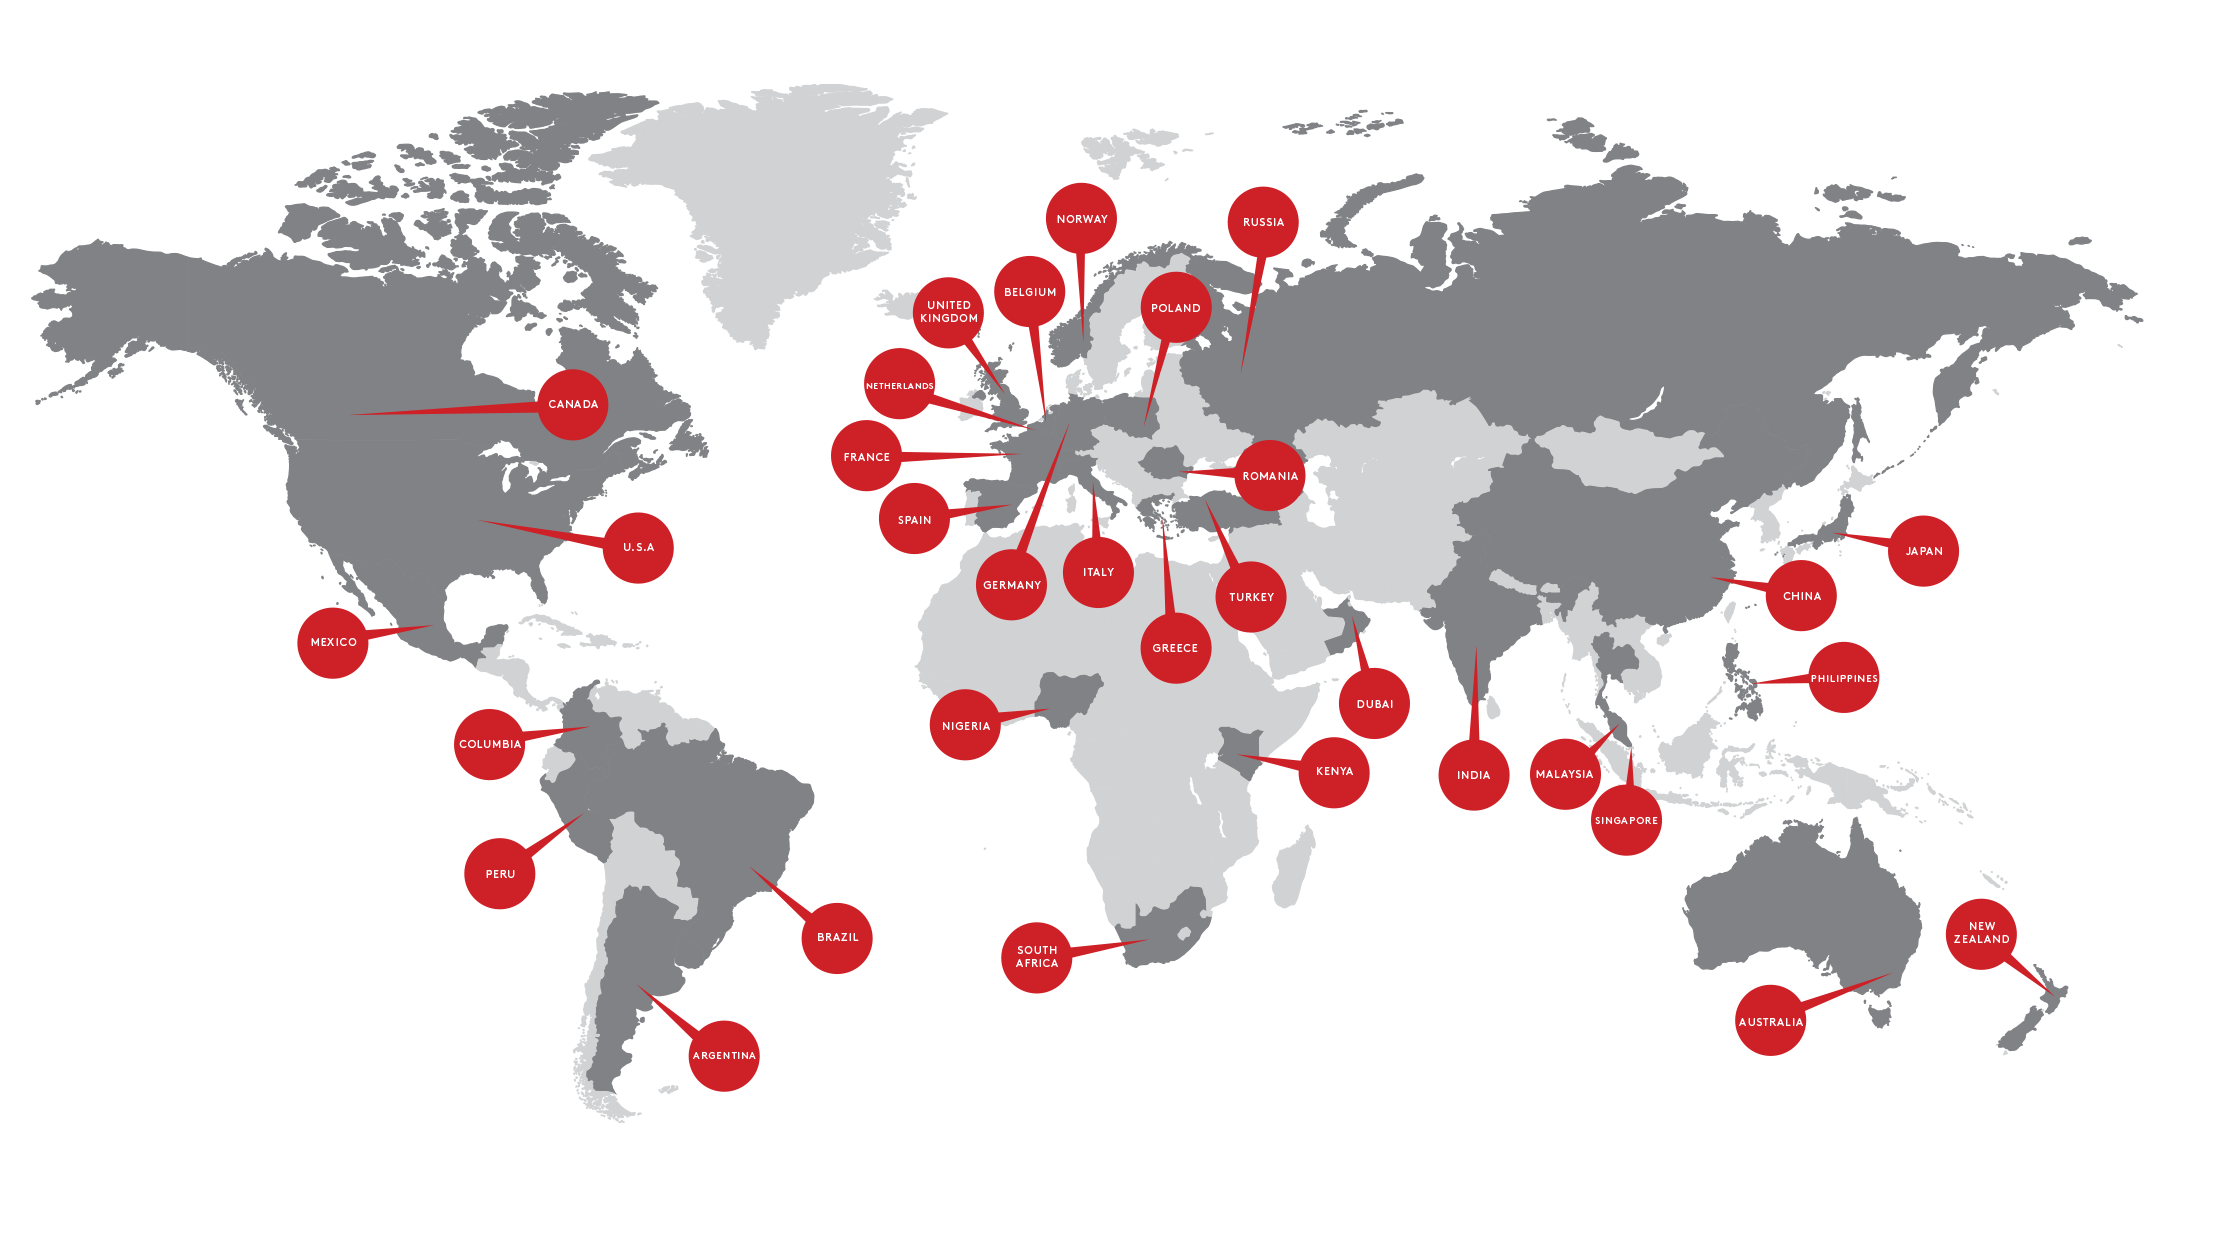 NORWAY
RUSSIA
BELGIUM
UNITED
KINGDOM
POLAND
NETHERLANDS
CANADA
FRANCE
ROMANIA
SPAIN
U.S.A
JAPAN
ITALY
GERMANY
TURKEY
CHINA
MEXICO
GREECE
PHILIPPINES
DUBAI
NIGERIA
COLUMBIA
KENYA
INDIA
MALAYSIA
SINGAPORE
PERU
BRAZIL
SOUTH
AFRICA
NEW
ZEALAND
AUSTRALIA
ARGENTINA